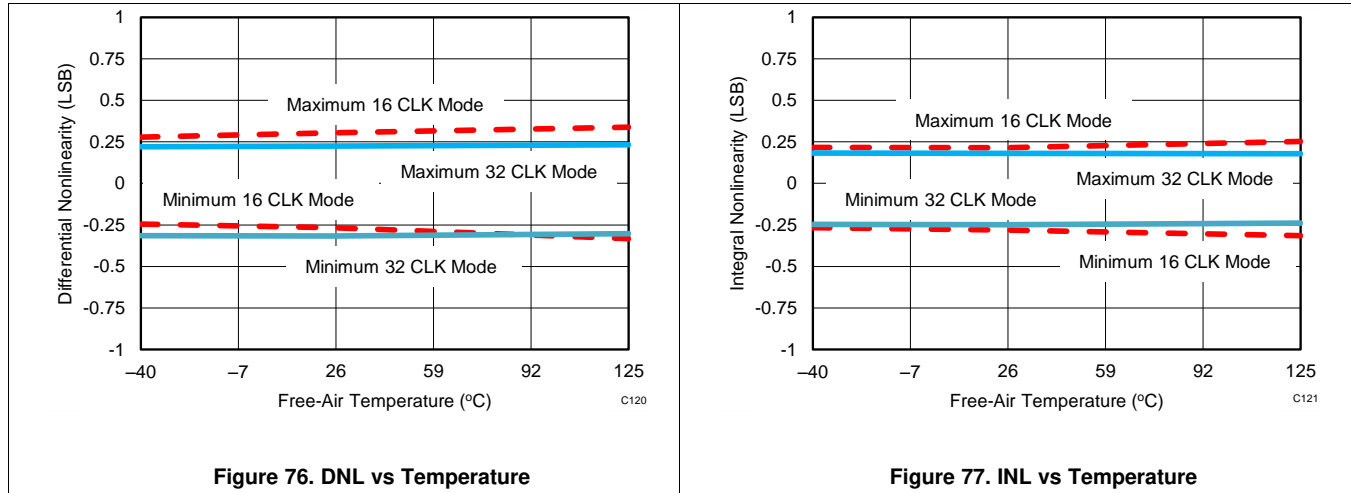 Differential Nonlinearity (LSB)
1
0.75
0.5
0.25
0
-0.25
-0.5
-0.75
-1
Maximum 16 CLK Mode
Maximum 32 CLK Mode
Minimum 16 CLK Mode
Minimum 32 CLK Mode
–40 –7 26 59 92 125
Free-Air Temperature (ºC)
C120
Figure 76. DNL vs Temperature
Integral Nonlinearity (LSB)
1
0.75
0.5
0.25
0
-0.25
-0.5
-0.75
-1
Maximum 16 CLK Mode
Maximum 32 CLK Mode
Minimum 32 CLK Mode
Minimum 16 CLK Mode
–40 –7 26 59 92 125
Free-Air Temperature (ºC)
C121
Figure 77. INL vs Temperature